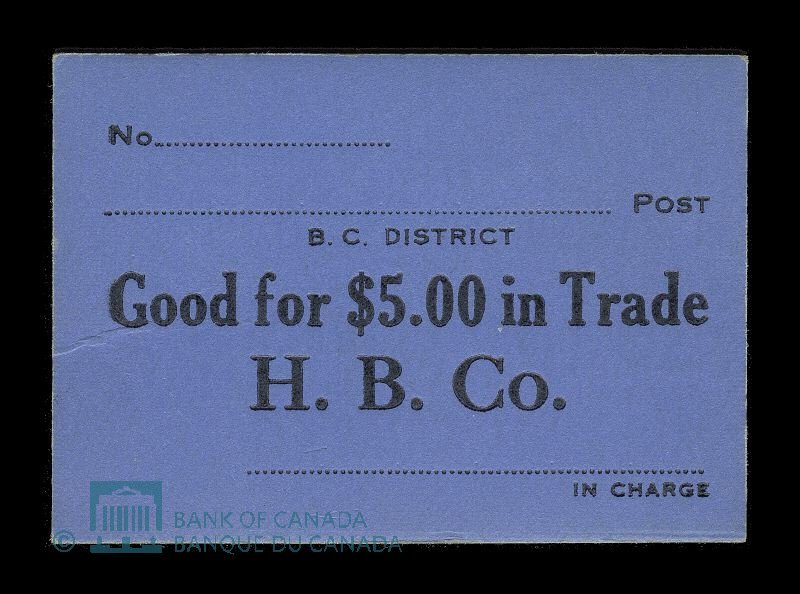 No.
POST
B. C. DISTRICT
Good for $5.00 in Trade
H. B. Co.
IN CHARGE
© BANK OF CANADA
BANQUE DU CANADA